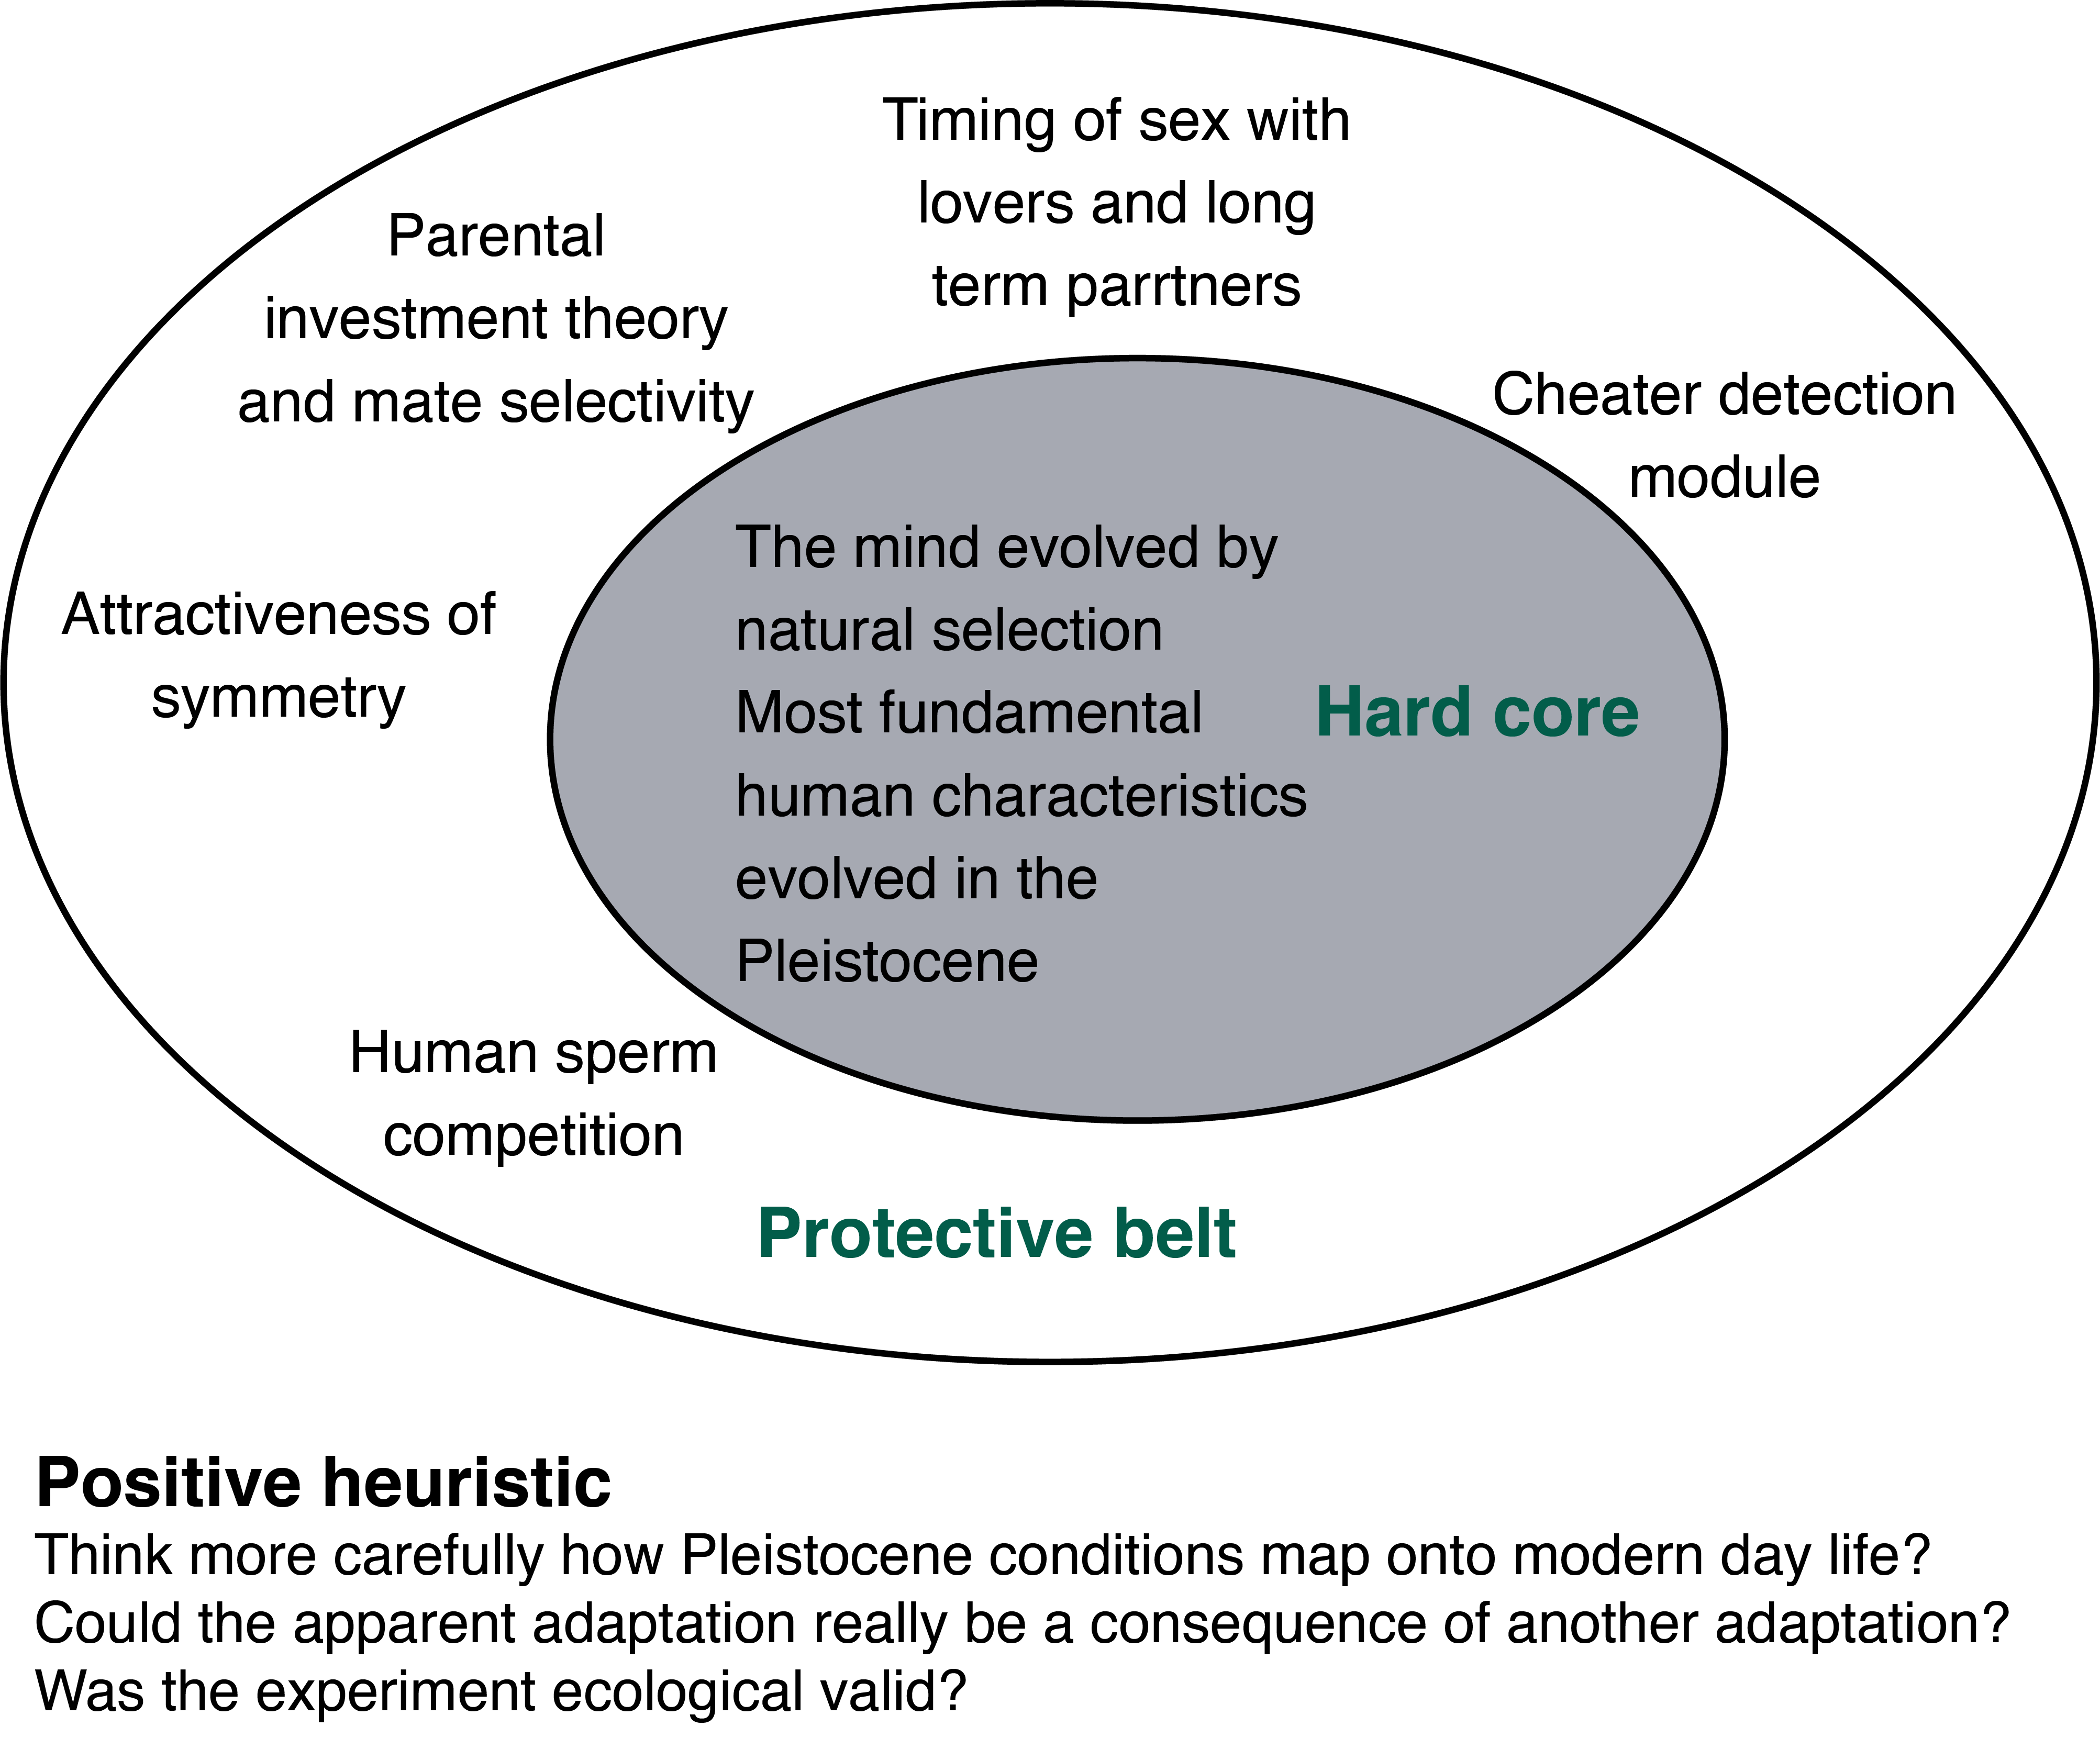 Timing of sex with
lovers and long
term parrtners
Parental
investment theory
and mate selectivity
Cheater detection
module
Attractiveness of
symmetry
The mind evolved by
natural selection
Most fundamental
human characteristics
evolved in the
Pleistocene
Hard core
Human sperm
competition
Protective belt
Positive heuristic
Think more carefully how Pleistocene conditions map onto modern day life?
Could the apparent adaptation really be a consequence of another adaptation?
Was the experiment ecological valid?